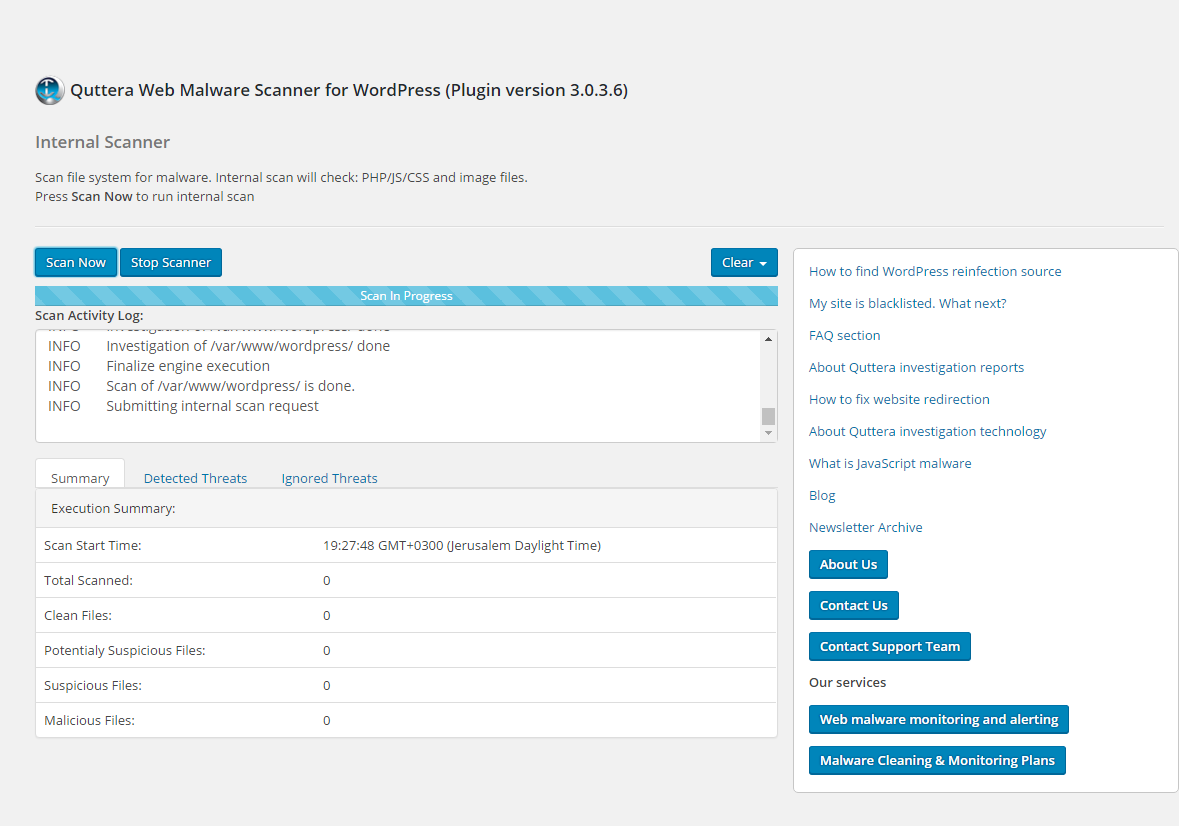 Quttera Web Malware Scanner for WordPress (Plugin version 3.0.3.6)
Internal Scanner
Scan file system for malware. Internal scan will check: PHP/JS/CSS and image files.
Press Scan Now to run internal scan
Scan Now
Stop Scanner
Clear
Scan In Progress
Scan Activity Log:
INFO Investigation of /var/www/wordpress/ done
INFO Investigation of /var/www/wordpress/ done
INFO Finalize engine execution
INFO Scan of /var/www/wordpress/ is done.
INFO Submitting internal scan request
Summary
Detected Threats
Ignored Threats
Execution Summary:
Scan Start Time: 19:27:48 GMT+0300 (Jerusalem Daylight Time)
Total Scanned: 0
Clean Files: 0
Potentialy Suspicious Files: 0
Suspicious Files: 0
Malicious Files: 0
How to find WordPress reinfection source
My site is blacklisted. What next?
FAQ section
About Quttera investigation reports
How to fix website redirection
About Quttera investigation technology
What is JavaScript malware
Blog
Newsletter Archive
About Us
Contact Us
Contact Support Team
Our services
Web malware monitoring and alerting
Malware Cleaning & Monitoring Plans